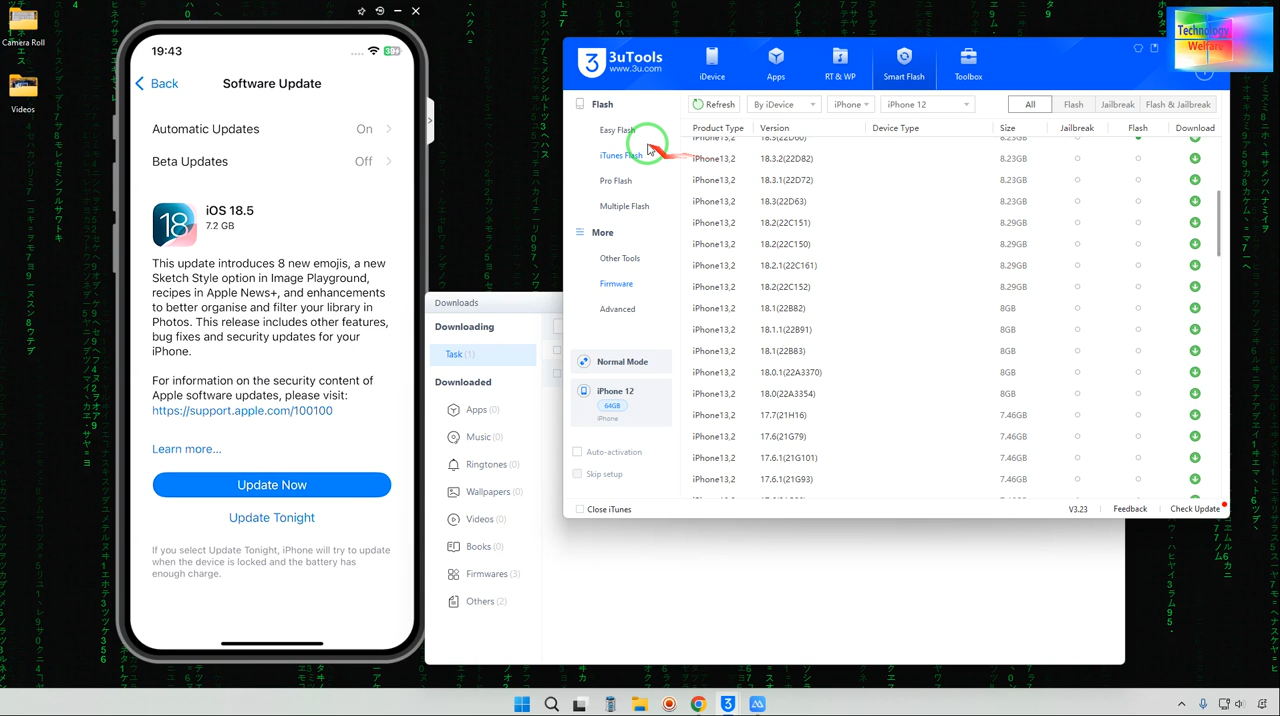 Camera Roll
Videos
19:43
39+
Back
Software Update
Automatic Updates On
Beta Updates Off
iOS 18.5
7.2 GB
This update introduces 8 new emojis, a new
Sketch Style option in Image Playground,
recipes in Apple News+, and enhancements
to better organise and filter your library in
Photos. This release includes other features,
bug fixes and security updates for your
iPhone.
For information on the security content of
Apple software updates, please visit:
https://support.apple.com/100100
Learn more...
Update Now
Update Tonight
If you select Update Tonight, iPhone will try to update
when the device is locked and the battery has
enough charge.
Downloads
Downloading
Task (1)
Downloaded
Apps (0)
Music (0)
Ringtones (0)
Wallpapers (0)
Videos (0)
Books (0)
Firmwares (3)
Others (2)
3uTools
www.3u.com
iDevice
Apps
RT & WP
Smart Flash
Toolbox
Technology
Welfare
Flash
Easy Flash
iTunes Flash
Pro Flash
Multiple Flash
More
Other Tools
Firmware
Advanced
Normal Mode
iPhone 12
64GB
iPhone
Auto-activation
Skip setup
Close iTunes
Refresh By iDevice iPhone iPhone 12 All Flash Jailbreak Flash & Jailbreak
Product Type Version Device Type Size Jailbreak Flash Download
iPhone13,2 18.3.2(22D82) 8.23GB
iPhone13,2 18.3.1(22D72) 8.23GB
iPhone13,2 18.3(22D63) 8.23GB
iPhone13,2 18.2(22C151) 8.29GB
iPhone13,2 18.2(22C150) 8.29GB
iPhone13,2 18.2.1(22C161) 8.29GB
iPhone13,2 18.2(22C152) 8.29GB
iPhone13,2 18.1(22B82) 8GB
iPhone13,2 18.1.1(22B91) 8GB
iPhone13,2 18.1(22B83) 8GB
iPhone13,2 18.0.1(22A3370) 8GB
iPhone13,2 18.0(22A3354) 8GB
iPhone13,2 17.7(21H16) 7.46GB
iPhone13,2 17.6(21G79) 7.46GB
iPhone13,2 17.6.1(21G101) 7.46GB
iPhone13,2 17.6.1(21G93) 7.46GB
V3.23 Feedback Check Update